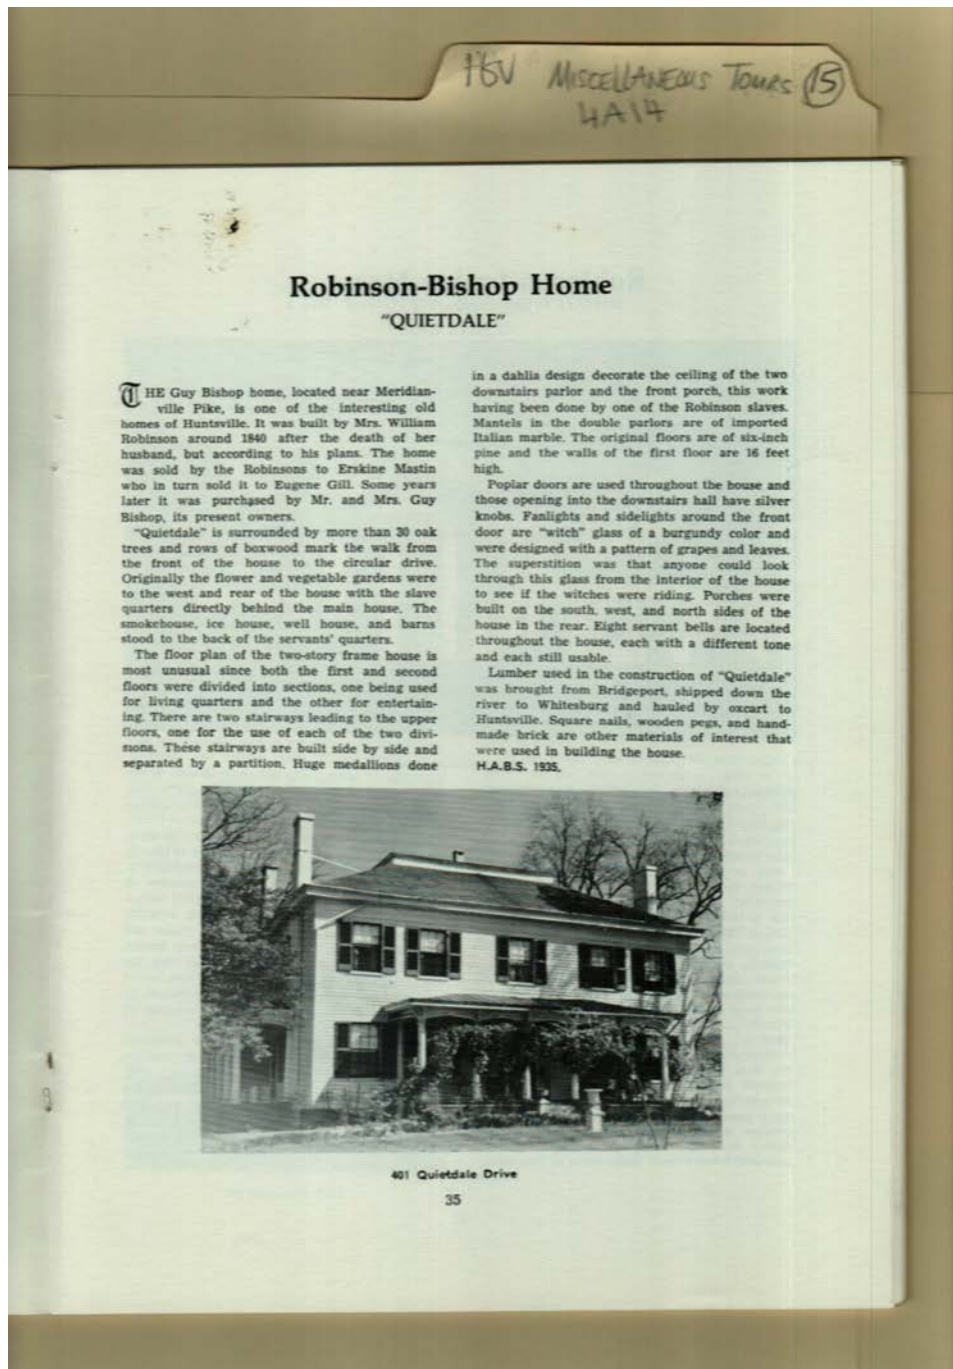 HSV MISCELLANEOUS TOURS 15
4A14
Robinson-Bishop Home
"QUIETDALE"
THE Guy Bishop home, located near Meridian-
ville Pike, is one of the interesting old
homes of Huntsville. It was built by Mrs. William
Robinson around 1840 after the death of her
husband, but according to his plans. The home
was sold by the Robinsons to Erskine Mastin
who in turn sold it to Eugene Gill. Some years
later it was purchased by Mr. and Mrs. Guy
Bishop, its present owners.
"Quietdale" is surrounded by more than 30 oak
trees and rows of boxwood mark the walk from
the front of the house to the circular drive.
Originally the flower and vegetable gardens were
to the west and rear of the house with the slave
quarters directly behind the main house. The
smokehouse, ice house, well house, and barns
stood to the back of the servants' quarters.
The floor plan of the two-story frame house is
most unusual since both the first and second
floors were divided into sections, one being used
for living quarters and the other for entertain-
ing. There are two stairways leading to the upper
floors, one for the use of each of the two divi-
sions. These stairways are built side by side and
separated by a partition. Huge medallions done
in a dahlia design decorate the ceiling of the two
downstairs parlor and the front porch, this work
having been done by one of the Robinson slaves.
Mantels in the double parlors are of imported
Italian marble. The original floors are of six-inch
pine and the walls of the first floor are 16 feet
high.
Poplar doors are used throughout the house and
those opening into the downstairs hall have silver
knobs. Fanlights and sidelights around the front
door are "witch" glass of a burgundy color and
were designed with a pattern of grapes and leaves.
The superstition was that anyone could look
through this glass from the interior of the house
to see if the witches were riding. Porches were
built on the south, west, and north sides of the
house in the rear. Eight servant bells are located
throughout the house, each with a different tone
and each still usable.
Lumber used in the construction of "Quietdale"
was brought from Bridgeport, shipped down the
river to Whitesburg and hauled by oxcart to
Huntsville. Square nails, wooden pegs, and hand-
made brick are other materials of interest that
were used in building the house.
H.A.B.S. 1935.
401 Quietdale Drive
35